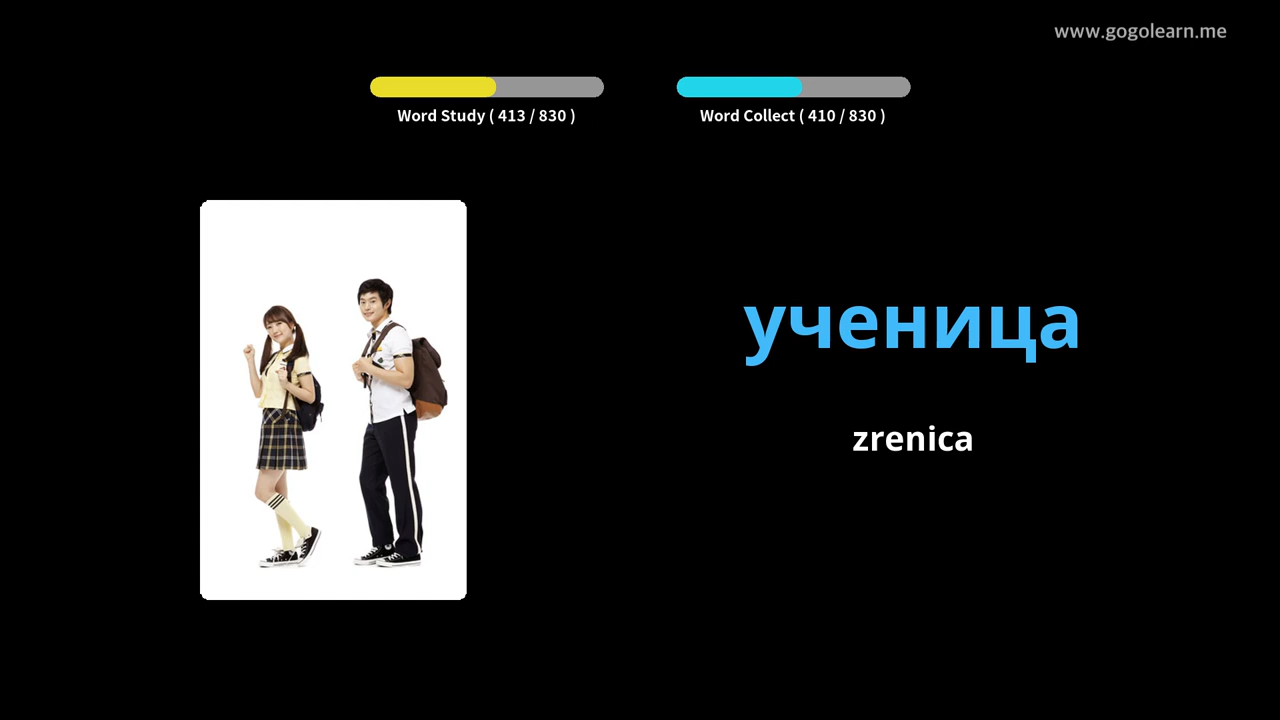 www.gogolearn.me
Word Study ( 413 / 830 )
Word Collect ( 410 / 830 )
ученица
zrenica